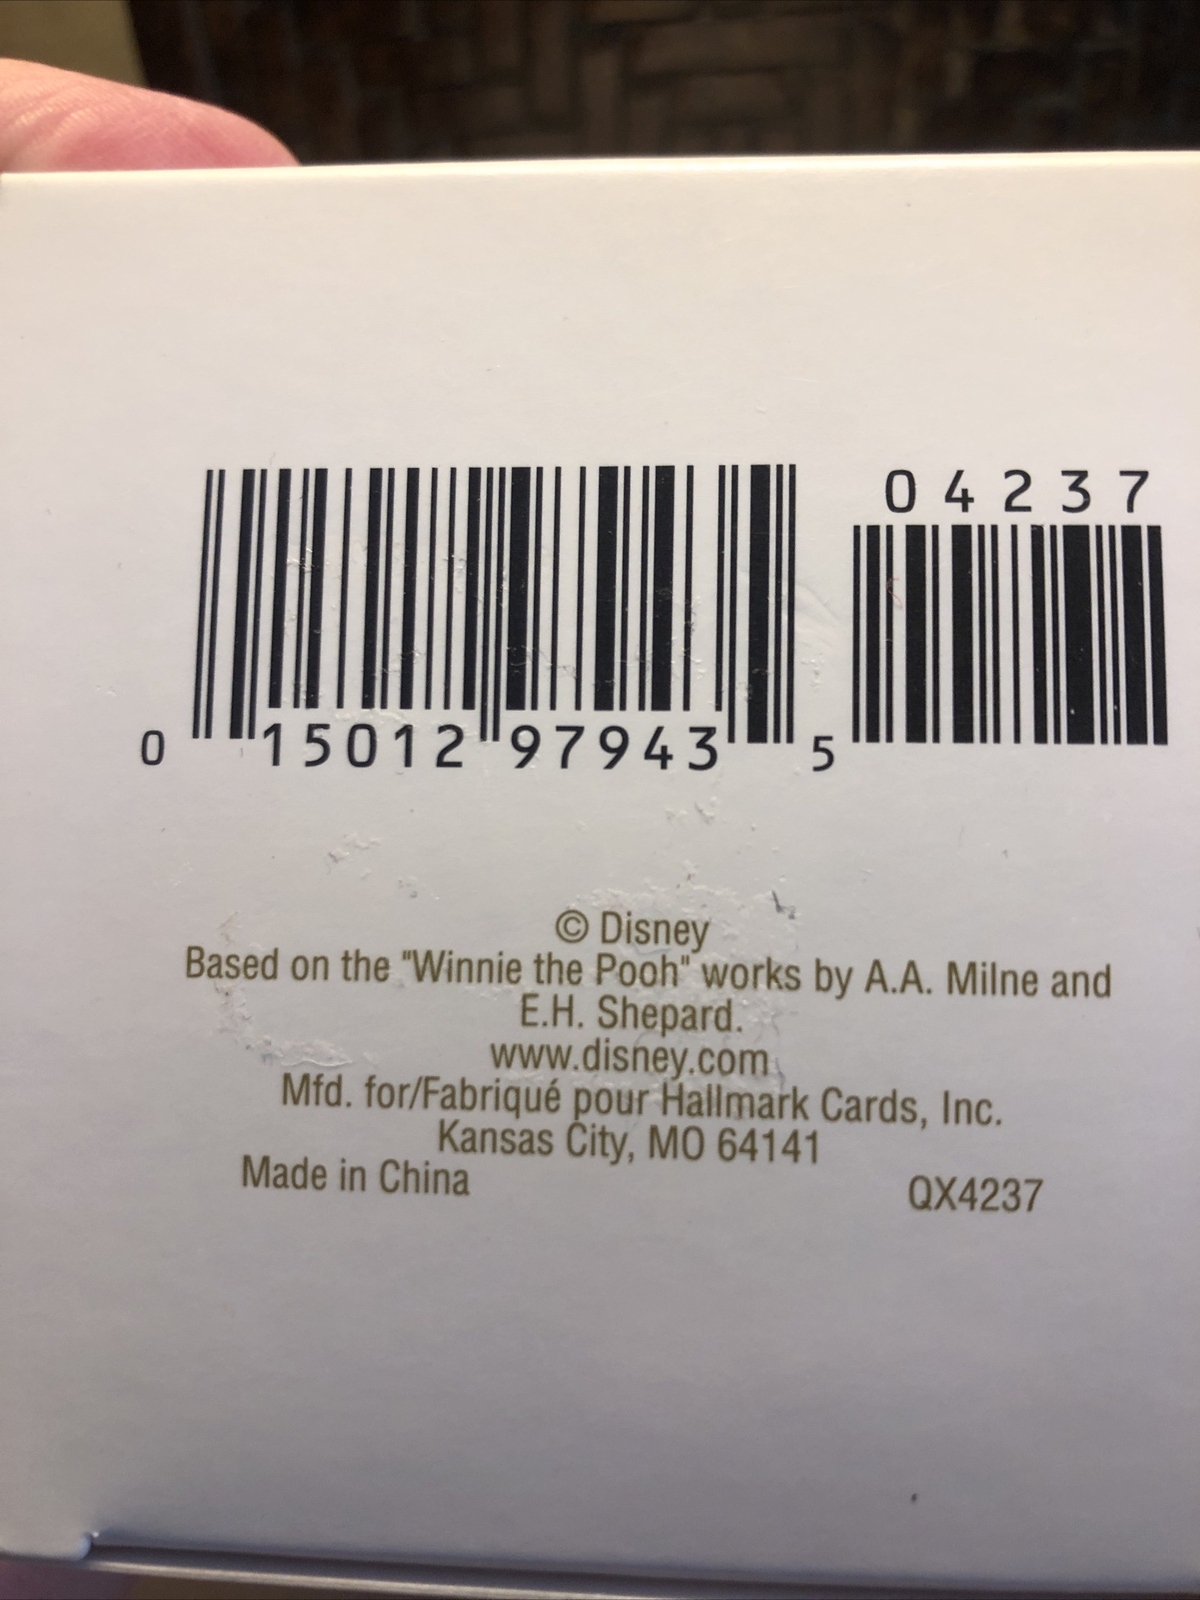 04237
0 15012 97943 5
© Disney
Based on the "Winnie the Pooh" works by A.A. Milne and
E.H. Shepard.
www.disney.com
Mfd. for/Fabriqué pour Hallmark Cards, Inc.
Kansas City, MO 64141
Made in China QX4237